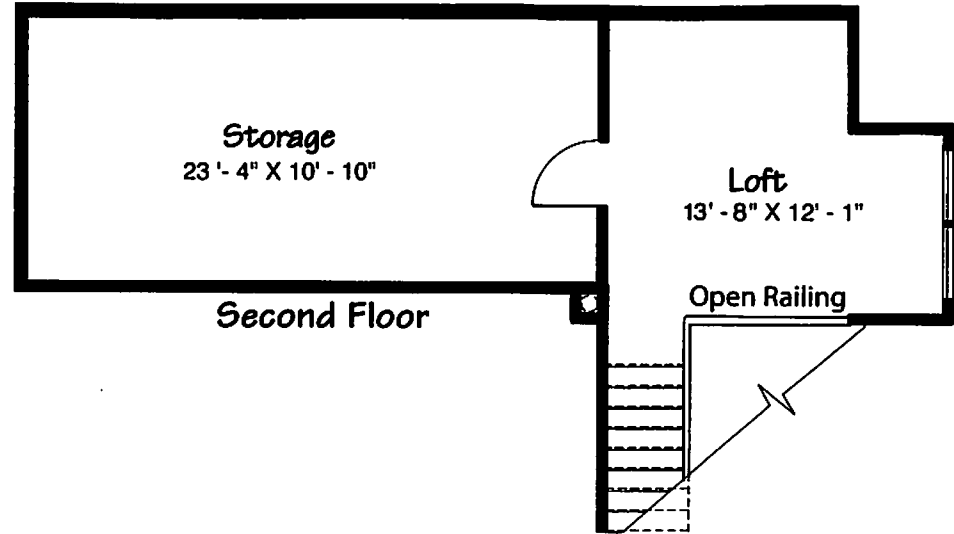 Storage
23 '- 4" X 10' - 10"
Loft
13' - 8" X 12' - 1"
Open Railing
Second Floor